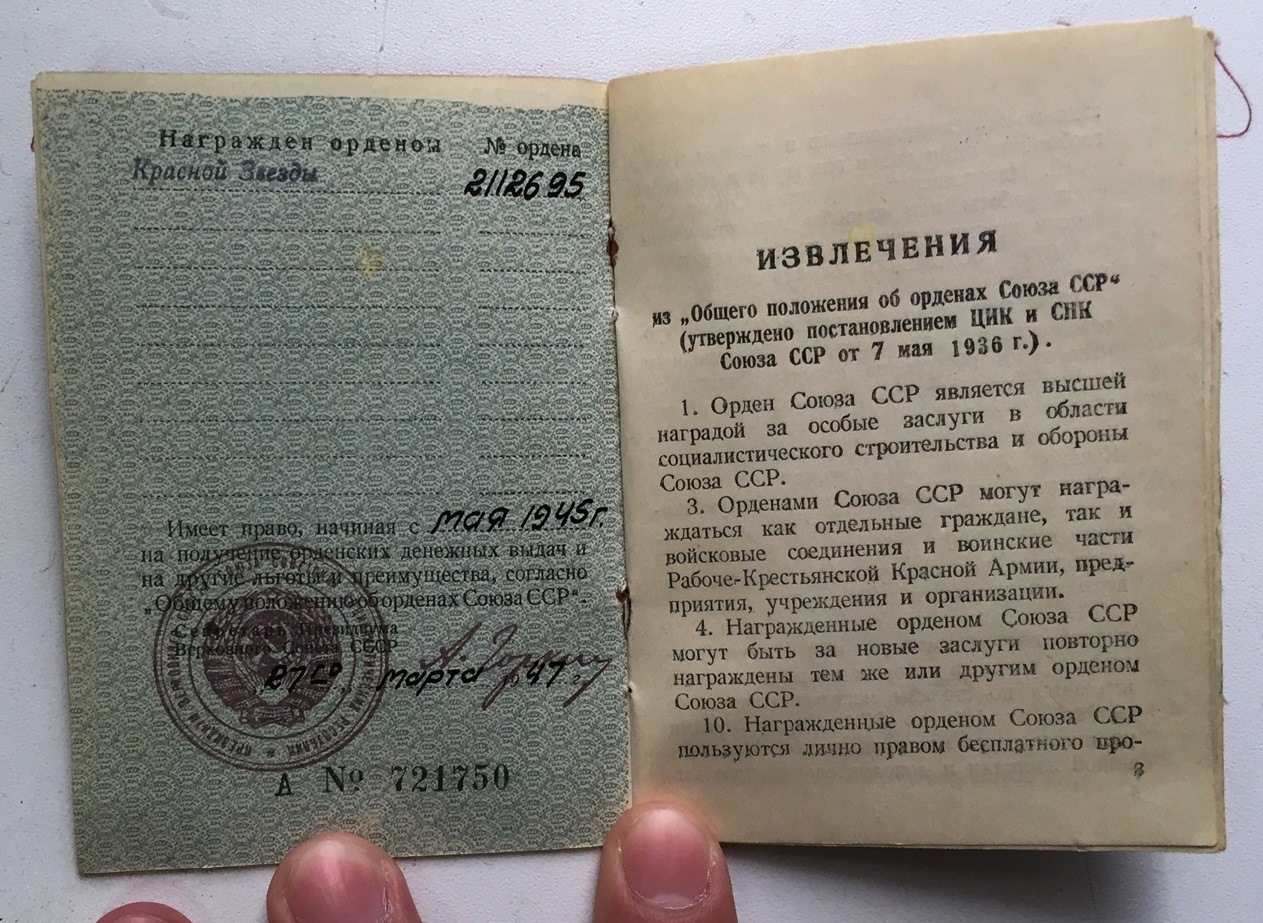 Награжден орденом № ордена
Красной Звезды 2112695
Имеет право, начиная с мая 1945г.
на получение орденских денежных выдач и
на другие льготы и преимущества, согласно
„Общему положению об орденах Союза ССР".
Секретарь Президиума
Верховного Совета СССР
марта 1947 г.
А № 721750
ИЗВЛЕЧЕНИЯ
из „Общего положения об орденах Союза ССР"
(утверждено постановлением ЦИК и СНК
Союза ССР от 7 мая 1936 г.).
1. Орден Союза ССР является высшей
наградой за особые заслуги в области
социалистического строительства и обороны
Союза ССР.
3. Орденами Союза ССР могут награ-
ждаться как отдельные граждане, так и
войсковые соединения и воинские части
Рабоче-Крестьянской Красной Армии, пред-
приятия, учреждения и организации.
4. Награжденные орденом Союза ССР
могут быть за новые заслуги повторно
награждены тем же или другим орденом
Союза ССР.
10. Награжденные орденом Союза ССР
пользуются лично правом бесплатного про-
3